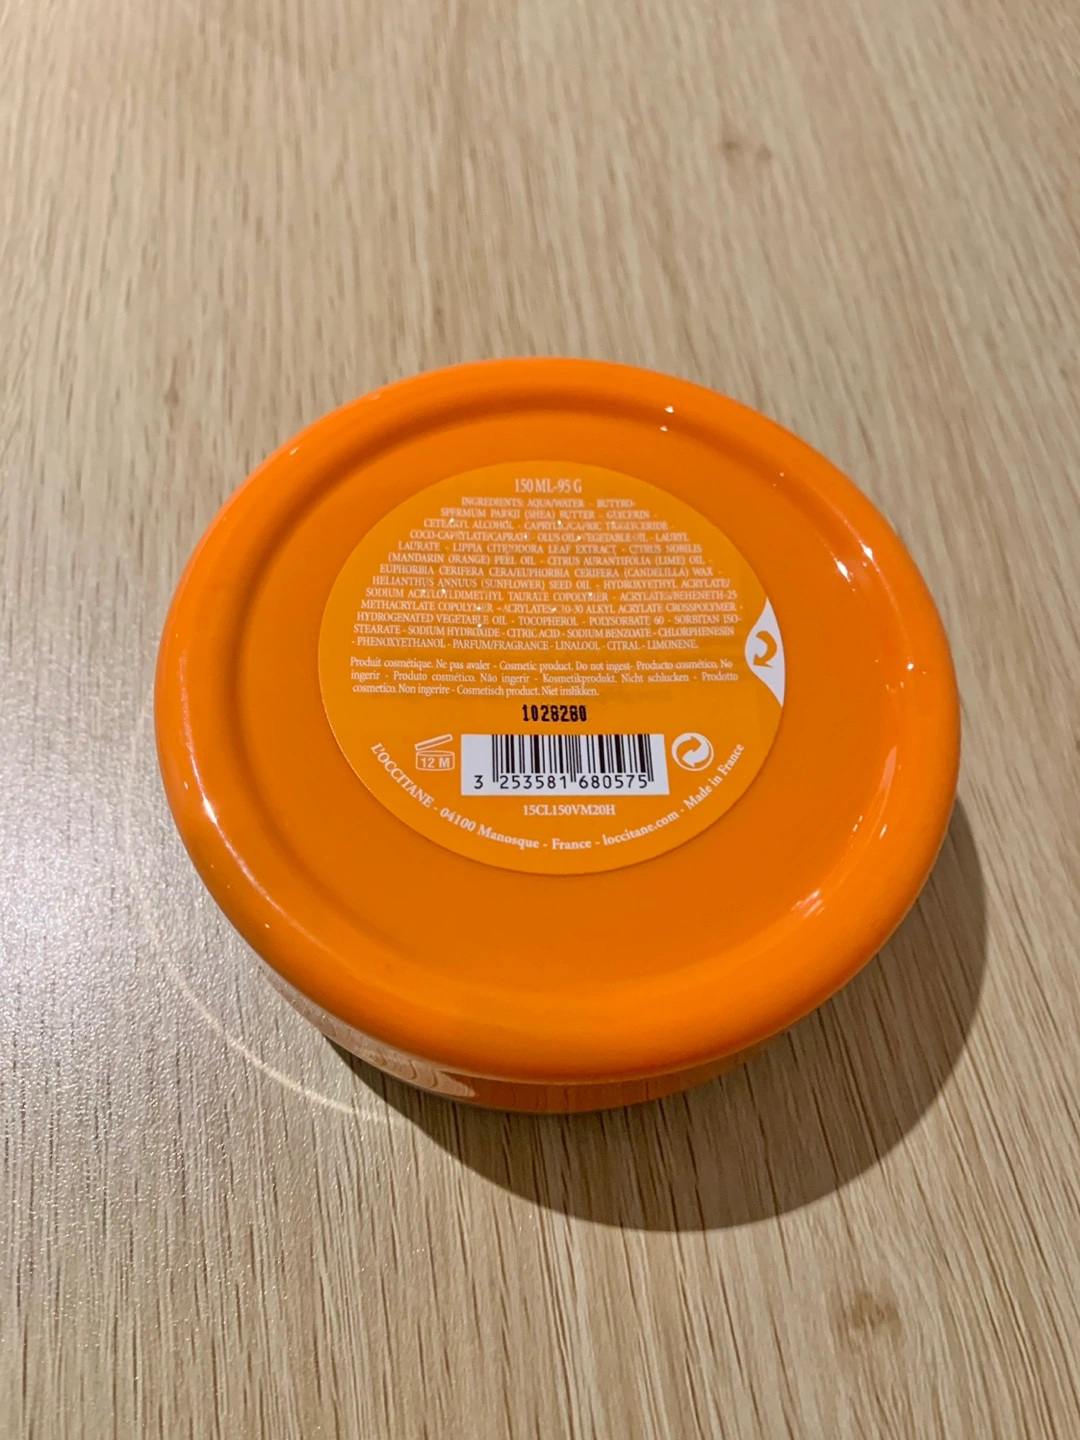 150 ML-95 G
INGREDIENTS: AQUA/WATER - BUTYRO-
SPERMUM PARKII (SHEA) BUTTER - GLYCERIN -
CETEARYL ALCOHOL - CAPRYLIC/CAPRIC TRIGLYCERIDE -
COCO-CAPRYLATE/CAPRATE - OLUS OIL/VEGETABLE OIL - LAURYL
LAURATE - LIPPIA CITRIODORA LEAF EXTRACT - CITRUS NOBILIS
(MANDARIN ORANGE) PEEL OIL - CITRUS AURANTIFOLIA (LIME) OIL -
EUPHORBIA CERIFERA CERA/EUPHORBIA CERIFERA (CANDELILLA) WAX -
HELIANTHUS ANNUUS (SUNFLOWER) SEED OIL - HYDROXYETHYL ACRYLATE/
SODIUM ACRYLOYLDIMETHYL TAURATE COPOLYMER - ACRYLATES/BEHENETH-25
METHACRYLATE COPOLYMER - ACRYLATES/C10-30 ALKYL ACRYLATE CROSSPOLYMER -
HYDROGENATED VEGETABLE OIL - TOCOPHEROL - POLYSORBATE 60 - SORBITAN ISO-
STEARATE - SODIUM HYDROXIDE - CITRIC ACID - SODIUM BENZOATE - CHLORPHENESIN
- PHENOXYETHANOL - PARFUM/FRAGRANCE - LINALOOL - CITRAL - LIMONENE.
Produit cosmétique. Ne pas avaler - Cosmetic product. Do not ingest- Producto cosmético. No
ingerir - Produto cosmético. Não ingerir - Kosmetikprodukt. Nicht schlucken - Prodotto
cosmetico. Non ingerire - Cosmetisch product. Niet inslikken.
1028280
12 M
3 253581 680575
15CL150VM20H
L'OCCITANE - 04100 Manosque - France - loccitane.com - Made in France